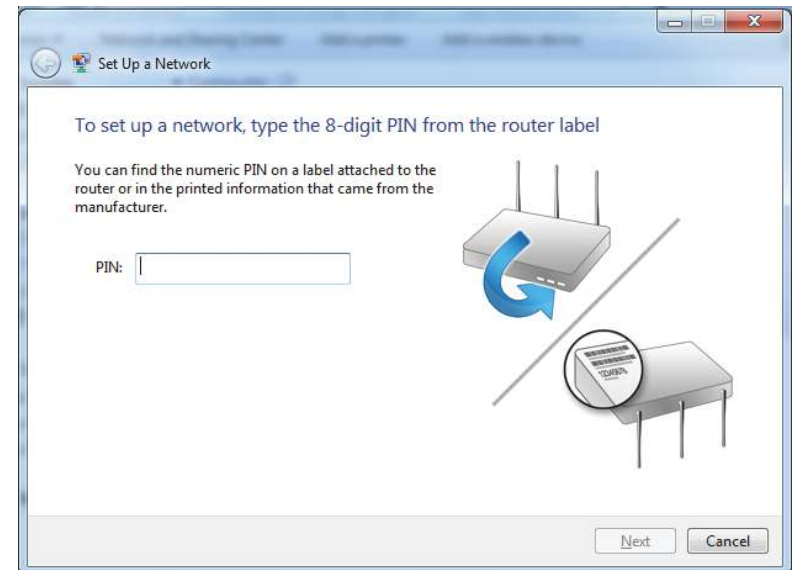 Set Up a Network
To set up a network, type the 8-digit PIN from the router label
You can find the numeric PIN on a label attached to the
router or in the printed information that came from the
manufacturer.
PIN:
12345678
Next
Cancel